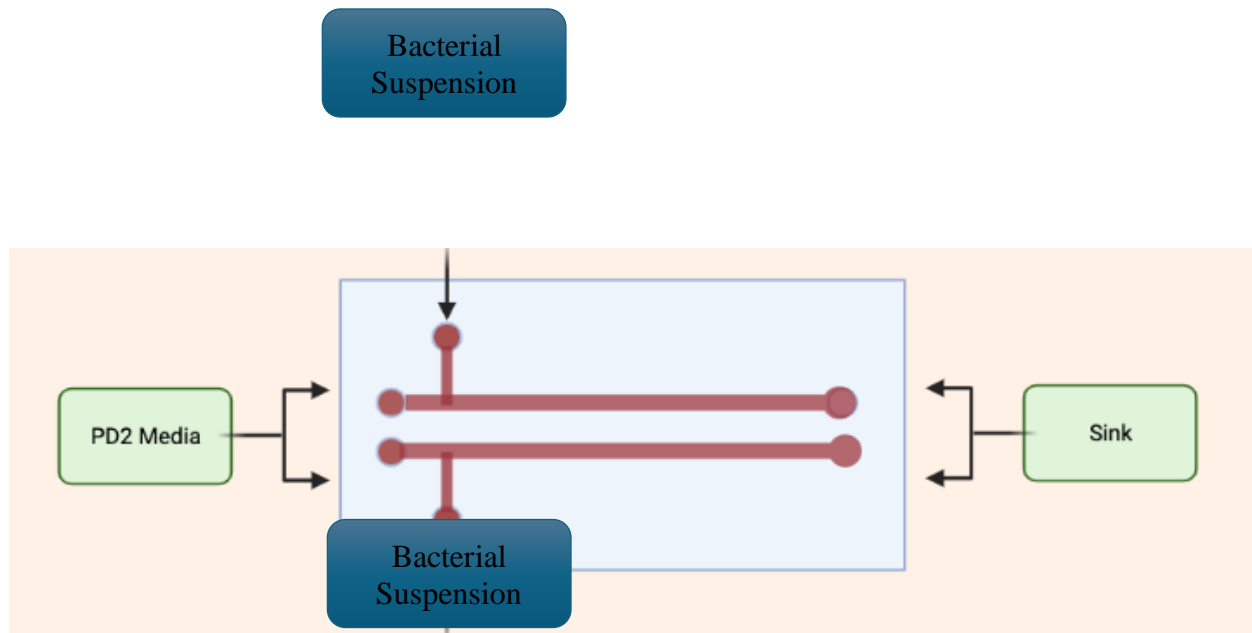 Bacterial
Suspension
PD2 Media
Sink
Bacterial
Suspension